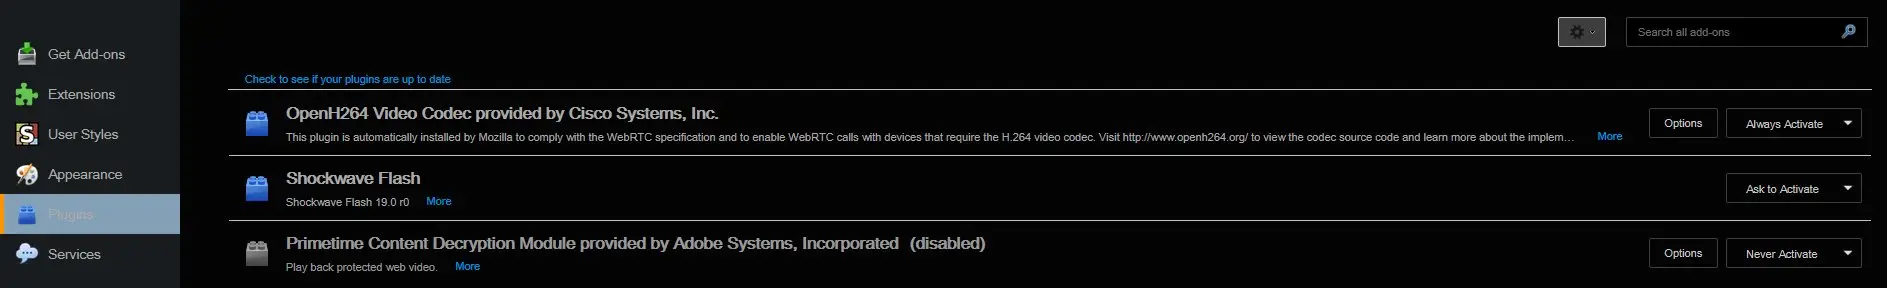 Get Add-ons
Extensions
User Styles
Appearance
Plugins
Services
Search all add-ons
Check to see if your plugins are up to date
OpenH264 Video Codec provided by Cisco Systems, Inc.
This plugin is automatically installed by Mozilla to comply with the WebRTC specification and to enable WebRTC calls with devices that require the H.264 video codec. Visit http://www.openh264.org/ to view the codec source code and learn more about the implem… More
Options Always Activate
Shockwave Flash
Shockwave Flash 19.0 r0 More
Ask to Activate
Primetime Content Decryption Module provided by Adobe Systems, Incorporated (disabled)
Play back protected web video. More
Options Never Activate